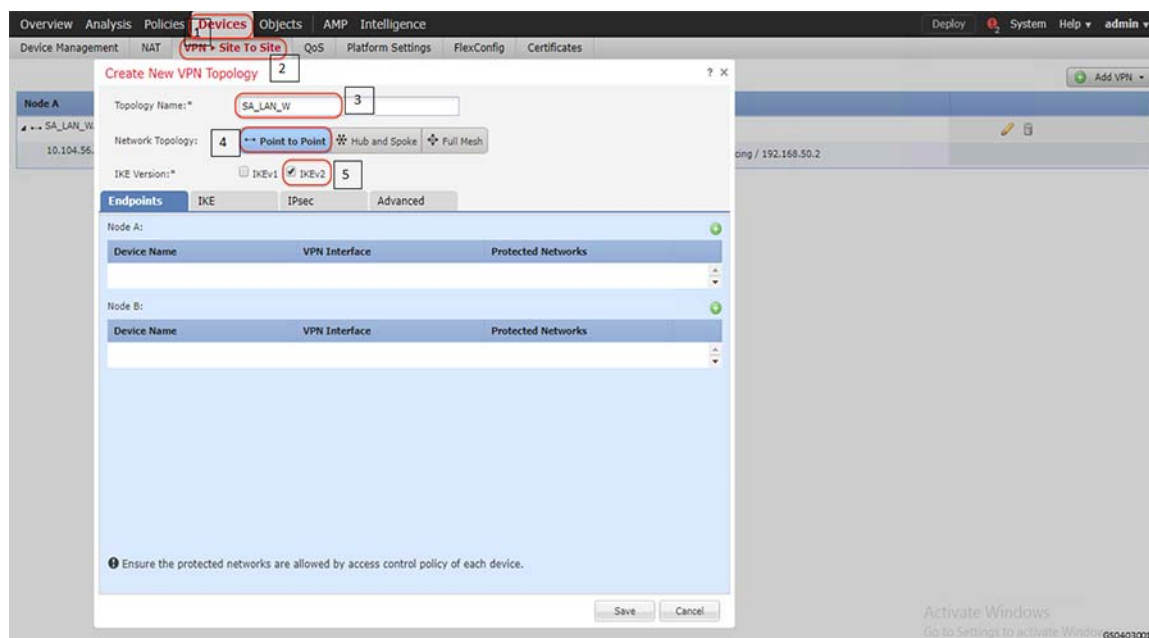 Overview Analysis Policies Devices Objects AMP Intelligence Deploy 2 System Help admin
1
Device Management NAT VPN Site To Site QoS Platform Settings FlexConfig Certificates
2
Create New VPN Topology ? ×
Add VPN
Node A
Topology Name:* SA_LAN_W 3
SA_LAN_W
Network Topology: 4 Point to Point Hub and Spoke Full Mesh
10.104.56.
/ 192.168.50.2
IKE Version:* IKEv1 IKEv2 5
Endpoints IKE IPsec Advanced
Node A:
Device Name VPN Interface Protected Networks
Node B:
Device Name VPN Interface Protected Networks
Ensure the protected networks are allowed by access control policy of each device.
Save Cancel
Activate Windows
Go to Settings to activate Window
GS0403001